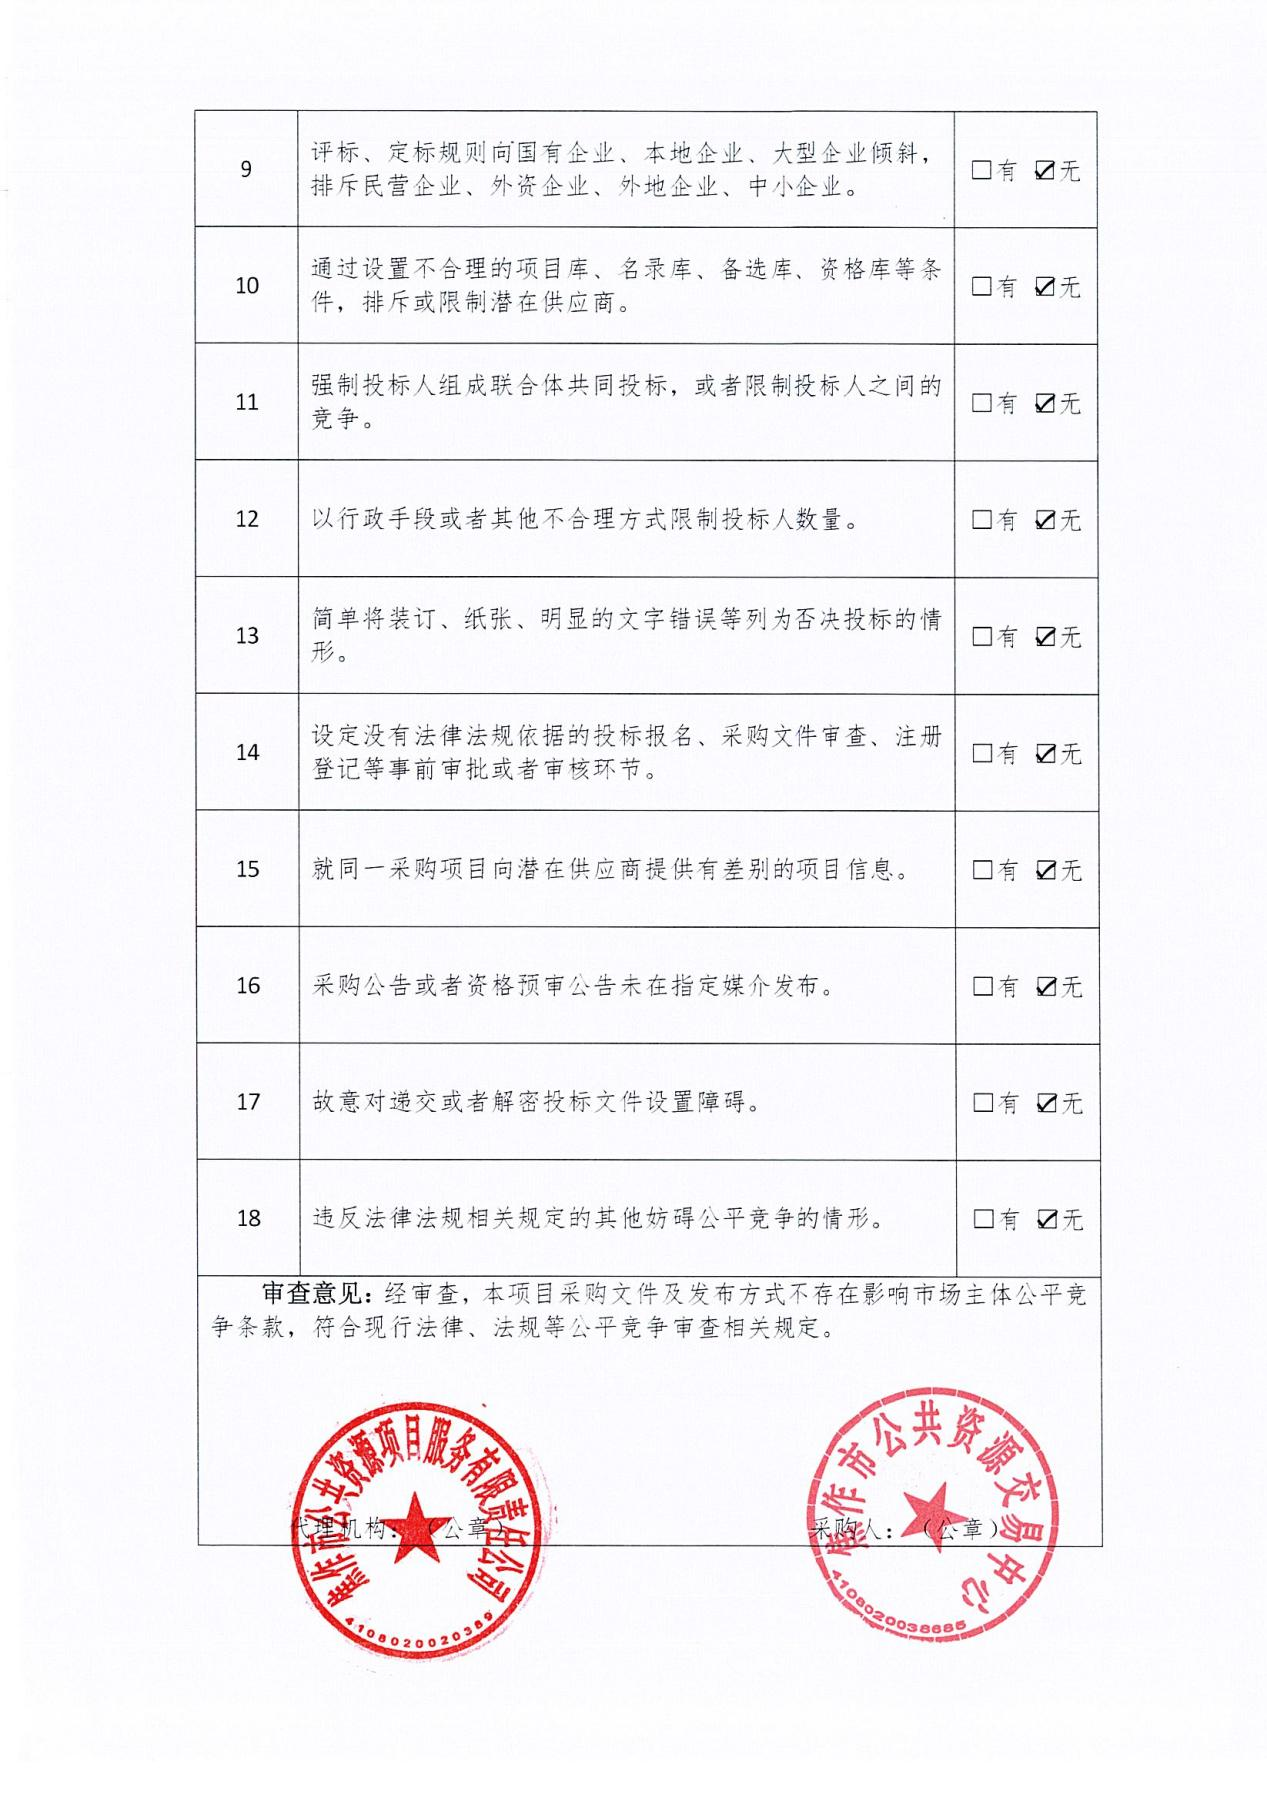 9
评标、定标规则向国有企业、本地企业、大型企业倾斜,
排斥民营企业、外资企业、外地企业、中小企业。
□有 ☑无
10
通过设置不合理的项目库、名录库、备选库、资格库等条
件,排斥或限制潜在供应商。
□有 ☑无
11
强制投标人组成联合体共同投标,或者限制投标人之间的
竞争。
□有 ☑无
12
以行政手段或者其他不合理方式限制投标人数量。
□有 ☑无
13
简单将装订、纸张、明显的文字错误等列为否决投标的情
形。
□有 ☑无
14
设定没有法律法规依据的投标报名、采购文件审查、注册
登记等事前审批或者审核环节。
□有 ☑无
15
就同一采购项目向潜在供应商提供有差别的项目信息。
□有 ☑无
16
采购公告或者资格预审公告未在指定媒介发布。
□有 ☑无
17
故意对递交或者解密投标文件设置障碍。
□有 ☑无
18
违反法律法规相关规定的其他妨碍公平竞争的情形。
□有 ☑无
审查意见:经审查,本项目采购文件及发布方式不存在影响市场主体公平竞
争条款,符合现行法律、法规等公平竞争审查相关规定。
代理机构:(公章)
采购人:(公章)
焦作市公共资源项目服务有限责任公司
4108020020389
焦作市公共资源交易中心
4108020038685